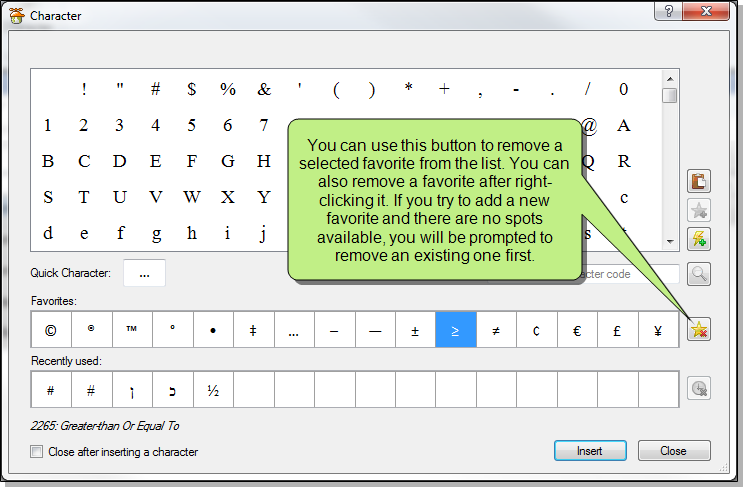 Character
! " # $ % & ' ( ) * + , - . / 0
1 2 3 4 5 6 7 @ A
B C D E F G H Q R
S T U V W X Y c
d e f g h i j s
You can use this button to remove a
selected favorite from the list. You can
also remove a favorite after right-
clicking it. If you try to add a new
favorite and there are no spots
available, you will be prompted to
remove an existing one first.
Quick Character: ... code
Favorites:
© ® ™ ° • ‡ … – — ± ≥ ≠ ¢ € £ ¥
Recently used:
# # ½
2265: Greater-than Or Equal To
Close after inserting a character
Insert Close